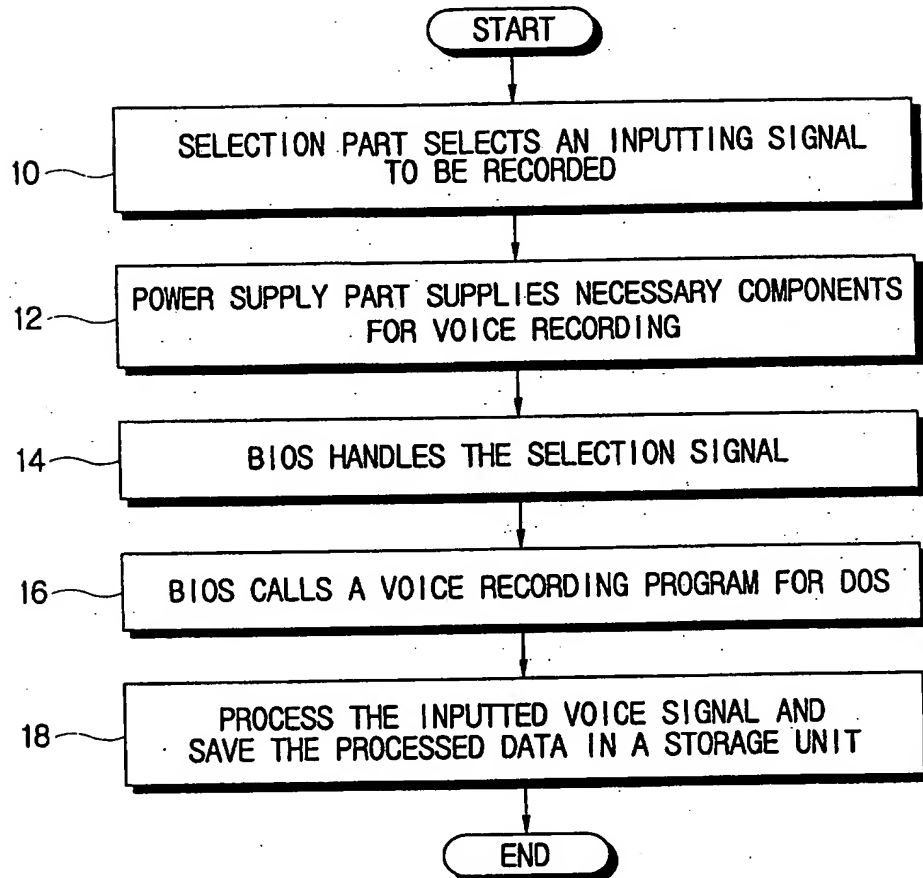 START
10
SELECTION PART SELECTS AN INPUTTING SIGNAL
TO BE RECORDED
12
POWER SUPPLY PART SUPPLIES NECESSARY COMPONENTS
FOR VOICE RECORDING
14
BIOS HANDLES THE SELECTION SIGNAL
16
BIOS CALLS A VOICE RECORDING PROGRAM FOR DOS
18
PROCESS THE INPUTTED VOICE SIGNAL AND
SAVE THE PROCESSED DATA IN A STORAGE UNIT
END